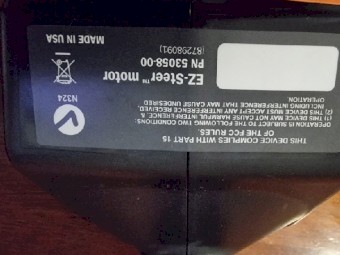 THIS DEVICE COMPLIES WITH PART 15
OF THE FCC RULES.
OPERATION IS SUBJECT TO THE FOLLOWING TWO CONDITIONS:
(1) THIS MAY DEVICE NOT CAUSE HARMFUL INTERFERENCE, &
(2) THIS DEVICE MUST ACCEPT ANY INTERFERENCE RECEIVED,
INCLUDING INTERFERENCE THAT MAY CAUSE UNDESIRED
OPERATION
N324
EZ-Steer™ motor
PN 53058-00
(87298091)
MADE IN USA